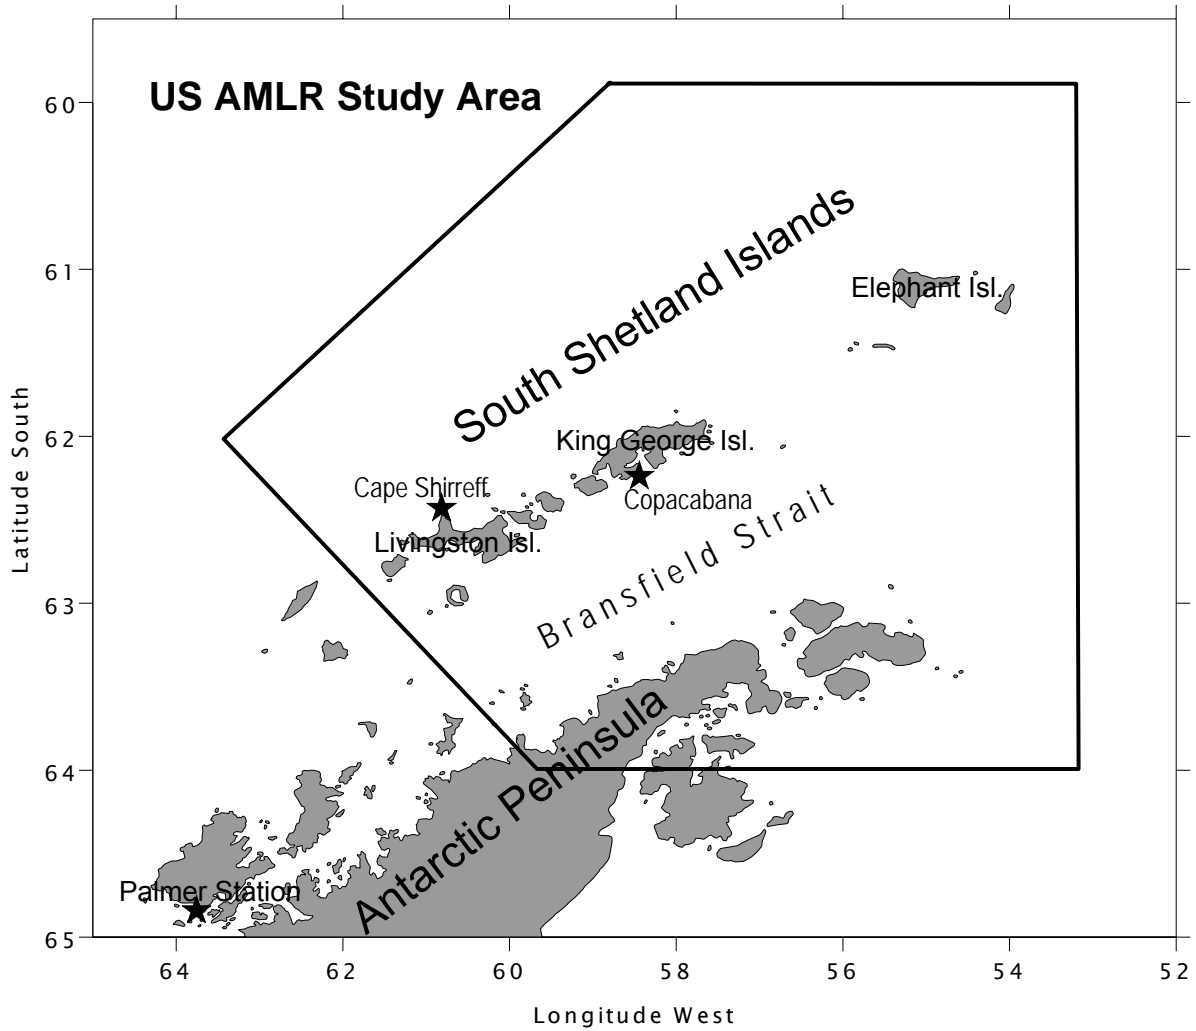 US AMLR Study Area
60
South Shetland Islands
61
Elephant Isl.
62
King George Isl.
Cape Shirreff
Copacabana
Livingston Isl.
Bransfield Strait
63
Antarctic Peninsula
64
Palmer Station
65
64 62 60 58 56 54 52
Longitude West
Latitude South